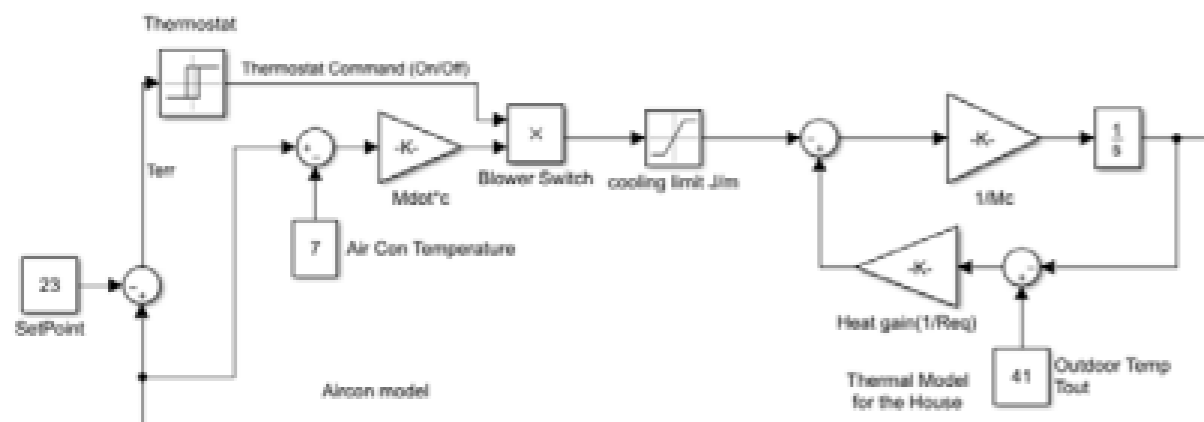 Thermostat
Thermostat Command (On/Off)
Terr
-K-
Mdot*c
X
Blower Switch
cooling limit J/m
-K-
1/Mc
1
s
7
Air Con Temperature
23
SetPoint
-K-
Heat gain(1/Req)
41
Outdoor Temp
Tout
Aircon model
Thermal Model
for the House